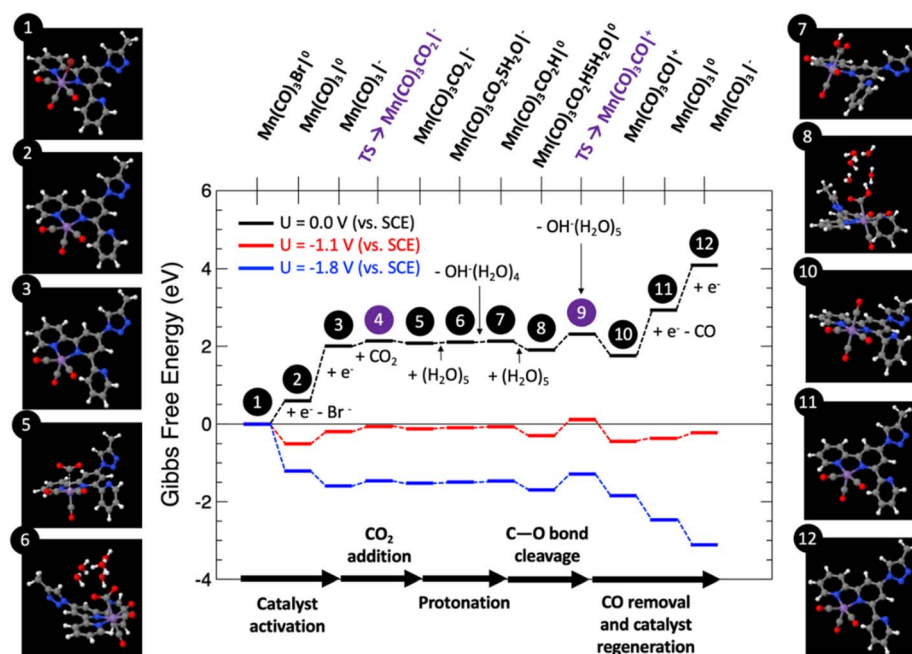 1
2
3
5
6
Mn(CO)₃Br|⁰
Mn(CO)₃|⁰
Mn(CO)₃|⁻
TS → Mn(CO)₃CO₂|⁻
Mn(CO)₃CO₂|⁻
Mn(CO)₃CO₂5H₂O|⁻
Mn(CO)₃CO₂H|⁰
Mn(CO)₃CO₂H5H₂O|⁰
TS → Mn(CO)₃CO|⁺
Mn(CO)₃CO|⁺
Mn(CO)₃|⁰
Mn(CO)₃|⁻
Gibbs Free Energy (eV)
6
4
2
0
-2
-4
U = 0.0 V (vs. SCE)
U = -1.1 V (vs. SCE)
U = -1.8 V (vs. SCE)
- OH⁻(H₂O)₄
- OH⁻(H₂O)₅
1
2
3
4
5
6
7
8
9
10
11
12
+ e⁻ - Br⁻
+ e⁻
+ CO₂
+ (H₂O)₅
+ (H₂O)₅
+ e⁻ - CO
+ e⁻
CO₂
addition
C—O bond
cleavage
Catalyst
activation
Protonation
CO removal
and catalyst
regeneration
7
8
10
11
12